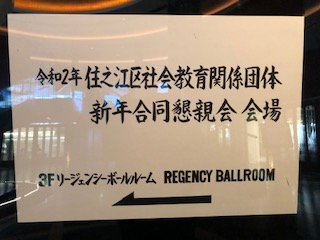 令和2年 住之江区社会教育関係団体
新年合同懇親会 会場
3F リージェンシーボールルーム REGENCY BALLROOM